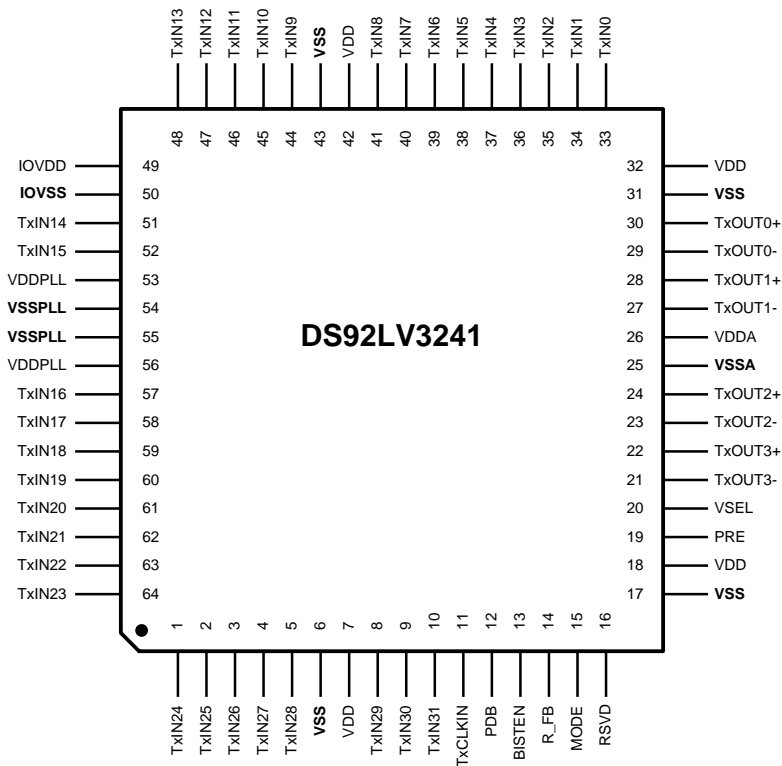 TxIN13 TxIN12 TxIN11 TxIN10 TxIN9 VSS VDD TxIN8 TxIN7 TxIN6 TxIN5 TxIN4 TxIN3 TxIN2 TxIN1 TxIN0
48 47 46 45 44 43 42 41 40 39 38 37 36 35 34 33
IOVDD 49 32 VDD
IOVSS 50 31 VSS
TxIN14 51 30 TxOUT0+
TxIN15 52 29 TxOUT0-
VDDPLL 53 28 TxOUT1+
VSSPLL 54 27 TxOUT1-
VSSPLL 55 26 VDDA
VDDPLL 56 25 VSSA
TxIN16 57 24 TxOUT2+
TxIN17 58 23 TxOUT2-
TxIN18 59 22 TxOUT3+
TxIN19 60 21 TxOUT3-
TxIN20 61 20 VSEL
TxIN21 62 19 PRE
TxIN22 63 18 VDD
TxIN23 64 17 VSS
DS92LV3241
1 2 3 4 5 6 7 8 9 10 11 12 13 14 15 16
TxIN24 TxIN25 TxIN26 TxIN27 TxIN28 VSS VDD TxIN29 TxIN30 TxIN31 TxCLKIN PDB BISTEN R_FB MODE RSVD